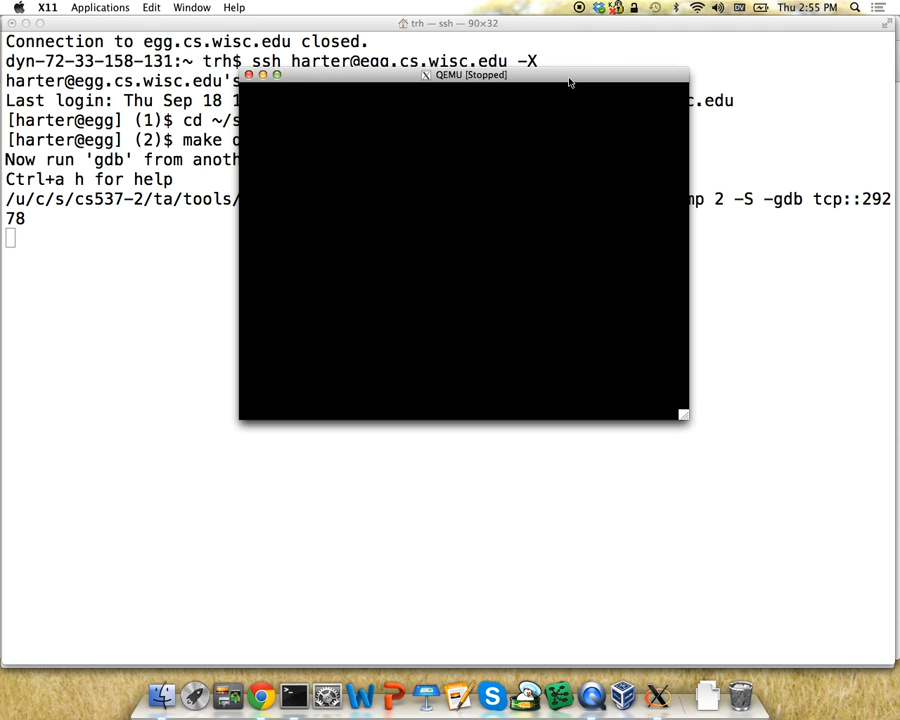 X11 Applications Edit Window Help
DV Thu 2:55 PM
trh — ssh — 90×32
Connection to egg.cs.wisc.edu closed.
dyn-72-33-158-131:~ trh$ ssh harter@egg.cs.wisc.edu -X
harter@egg.cs.wisc.edu's
QEMU [Stopped]
Last login: Thu Sep 18 1 .edu
[harter@egg] (1)$ cd ~/s
[harter@egg] (2)$ make
Now run 'gdb' from anoth
Ctrl+a h for help
/u/c/s/cs537-2/ta/tools/ mp 2 -S -gdb tcp::292
78